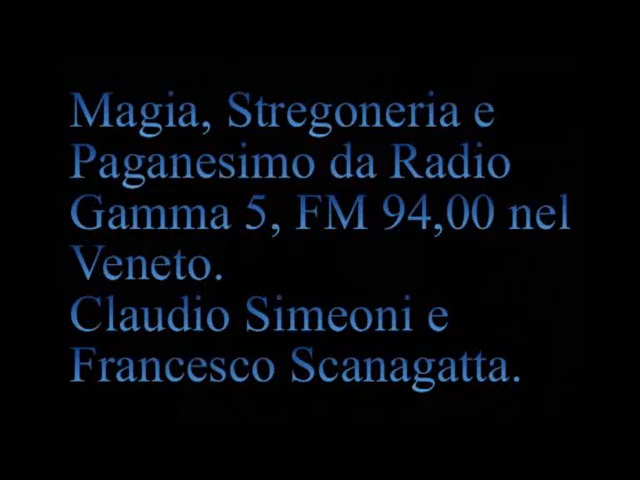 Magia, Stregoneria e
Paganesimo da Radio
Gamma 5, FM 94,00 nel
Veneto.
Claudio Simeoni e
Francesco Scanagatta.